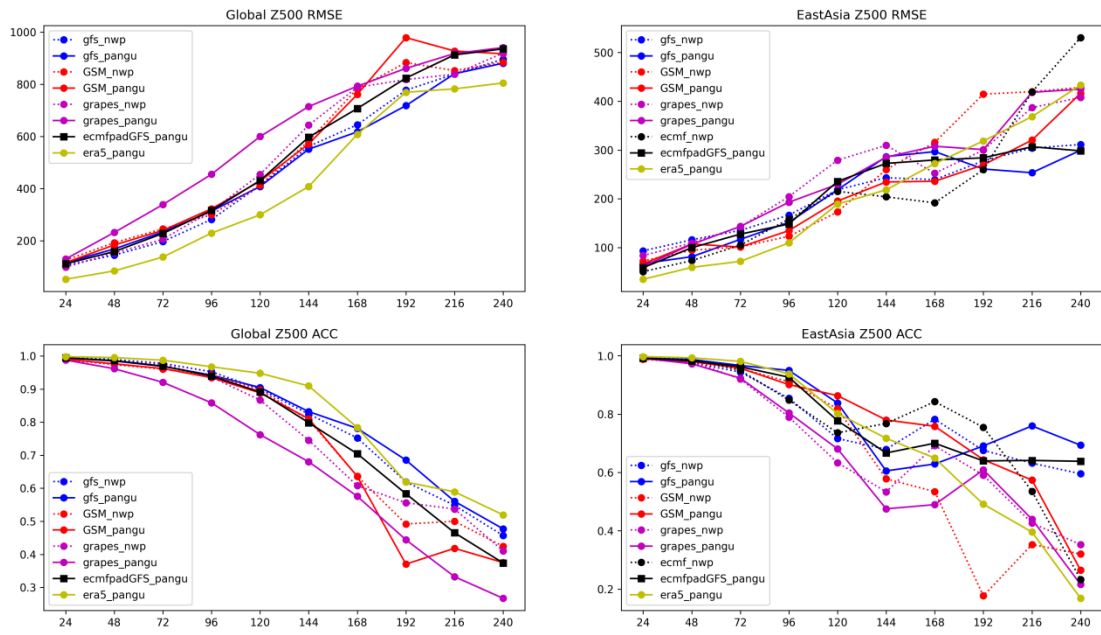 Global Z500 RMSE
1000
800
600
400
200
gfs_nwp
gfs_pangu
GSM_nwp
GSM_pangu
grapes_nwp
grapes_pangu
ecmfpadGFS_pangu
era5_pangu
24 48 72 96 120 144 168 192 216 240
EastAsia Z500 RMSE
500
400
300
200
100
gfs_nwp
gfs_pangu
GSM_nwp
GSM_pangu
grapes_nwp
grapes_pangu
ecmf_nwp
ecmfpadGFS_pangu
era5_pangu
24 48 72 96 120 144 168 192 216 240
Global Z500 ACC
1.0
0.9
0.8
0.7
0.6
0.5
0.4
0.3
gfs_nwp
gfs_pangu
GSM_nwp
GSM_pangu
grapes_nwp
grapes_pangu
ecmfpadGFS_pangu
era5_pangu
24 48 72 96 120 144 168 192 216 240
EastAsia Z500 ACC
1.0
0.8
0.6
0.4
0.2
gfs_nwp
gfs_pangu
GSM_nwp
GSM_pangu
grapes_nwp
grapes_pangu
ecmf_nwp
ecmfpadGFS_pangu
era5_pangu
24 48 72 96 120 144 168 192 216 240